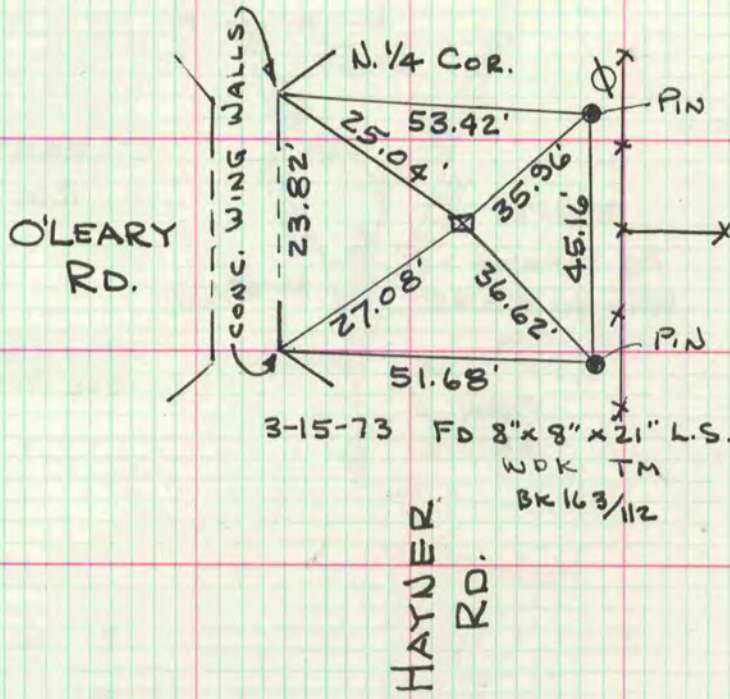 N. 1/4 COR.
CONC. WING WALLS
53.42'
PIN
25.04'
35.96'
23.82'
45.16'
O'LEARY
RD.
27.08'
36.62'
PIN
51.68'
3-15-73 FD 8" x 8" x 21" L.S.
WDK TM
BK 163/112
HAYNER
RD.